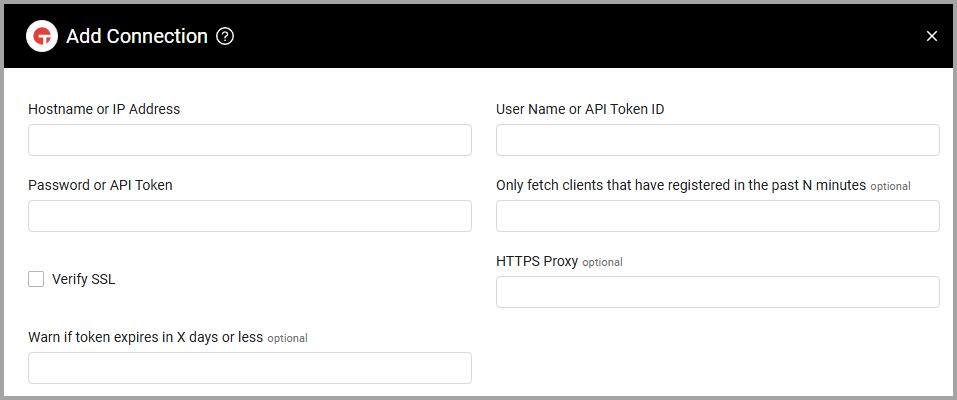 Add Connection
Hostname or IP Address
User Name or API Token ID
Password or API Token
Only fetch clients that have registered in the past N minutes optional
Verify SSL
HTTPS Proxy optional
Warn if token expires in X days or less optional